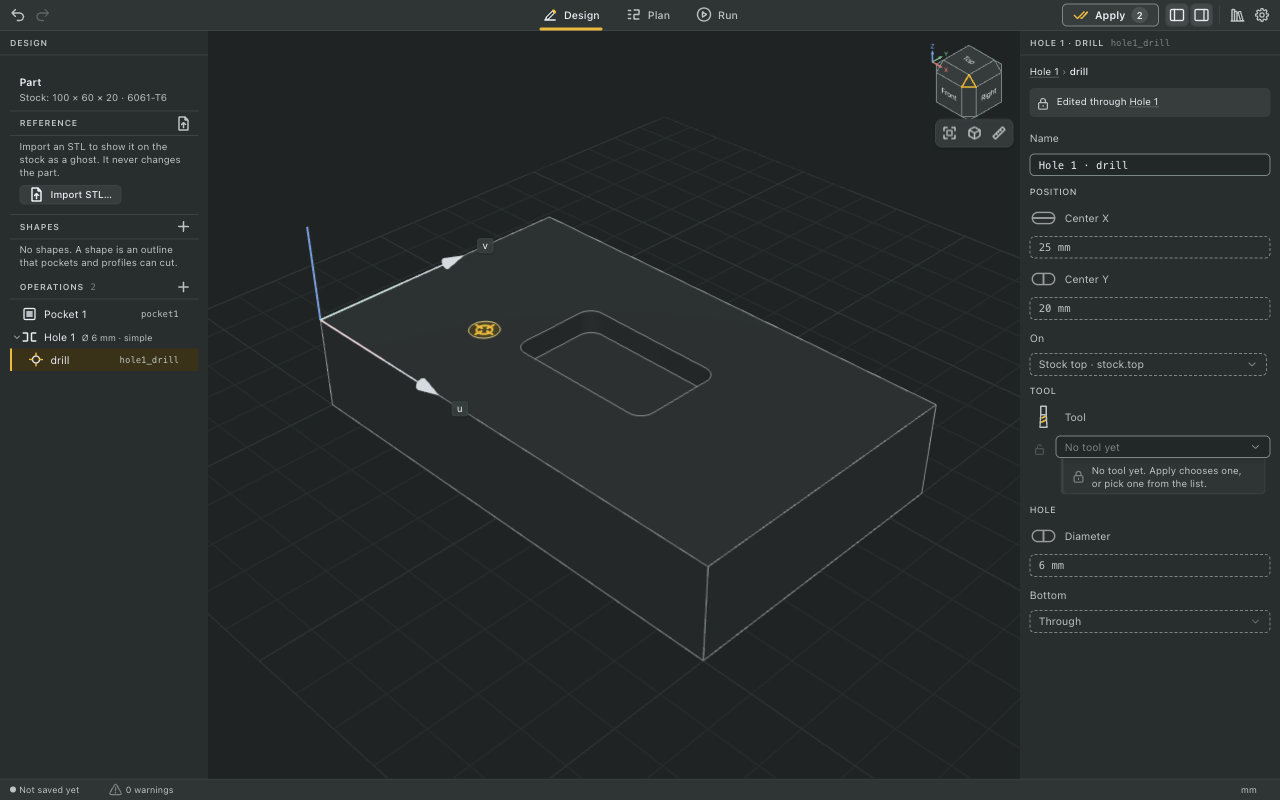 Design
Plan
Run
Apply 2
DESIGN
Part
Stock: 100 × 60 × 20 · 6061-T6
REFERENCE
Import an STL to show it on the
stock as a ghost. It never changes
the part.
Import STL...
SHAPES
No shapes. A shape is an outline
that pockets and profiles can cut.
OPERATIONS 2
Pocket 1 pocket1
Hole 1 Ø 6 mm · simple
drill hole1_drill
v
u
Z
Y
X
Top
Front
Right
HOLE 1 · DRILL hole1_drill
Hole 1 › drill
Edited through Hole 1
Name
Hole 1 · drill
POSITION
Center X
25 mm
Center Y
20 mm
On
Stock top · stock.top
TOOL
Tool
No tool yet
No tool yet. Apply chooses one,
or pick one from the list.
HOLE
Diameter
6 mm
Bottom
Through
Not saved yet
0 warnings
mm